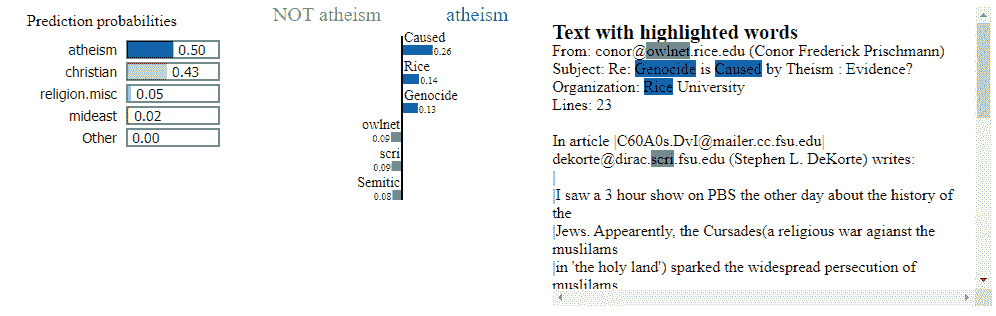 Prediction probabilities
atheism 0.50
christian 0.43
religion.misc 0.05
mideast 0.02
Other 0.00
NOT atheism
atheism
Caused
0.26
Rice
0.14
Genocide
0.13
owlnet
0.09
scri
0.09
Semitic
0.08
Text with highlighted words
From: conor@owlnet.rice.edu (Conor Frederick Prischmann)
Subject: Re: Genocide is Caused by Theism : Evidence?
Organization: Rice University
Lines: 23
In article |C60A0s.DvI@mailer.cc.fsu.edu|
dekorte@dirac.scri.fsu.edu (Stephen L. DeKorte) writes:
|
|I saw a 3 hour show on PBS the other day about the history of
the
|Jews. Appearently, the Cursades(a religious war agianst the
muslilams
|in 'the holy land') sparked the widespread persecution of
muslilams